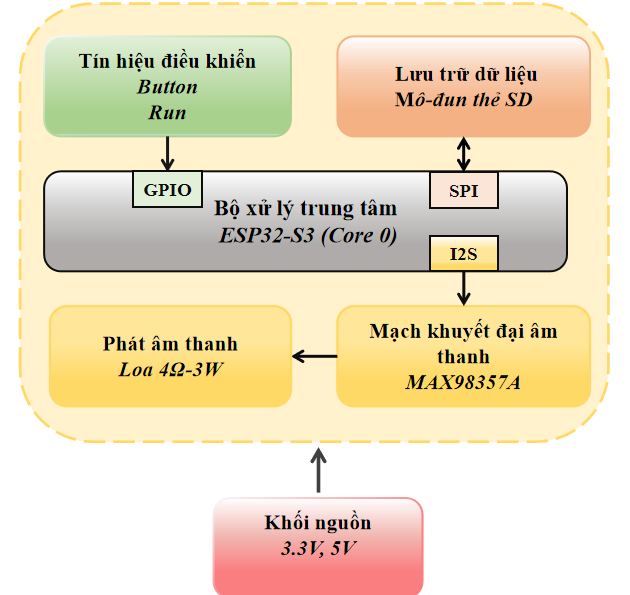 Tín hiệu điều khiển
Button
Run
Lưu trữ dữ liệu
Mô-đun thẻ SD
GPIO
SPI
Bộ xử lý trung tâm
ESP32-S3 (Core 0)
I2S
Phát âm thanh
Loa 4Ω-3W
Mạch khuyết đại âm
thanh
MAX98357A
Khối nguồn
3.3V, 5V